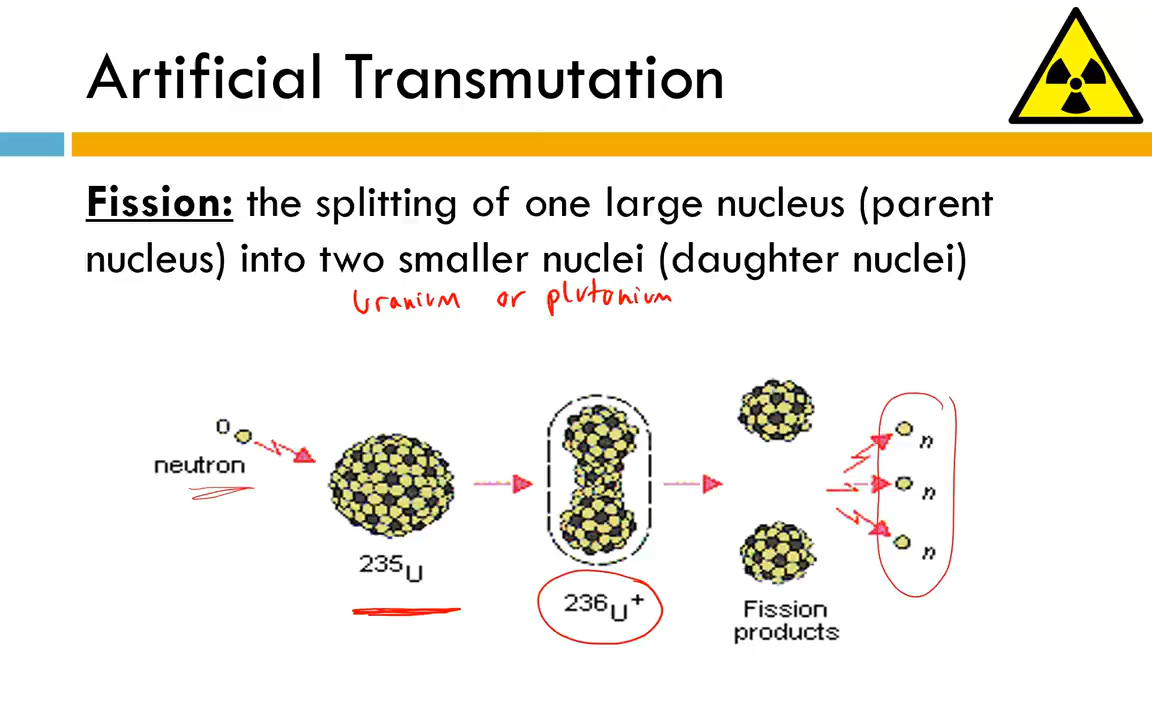 Artificial Transmutation
Fission: the splitting of one large nucleus (parent
nucleus) into two smaller nuclei (daughter nuclei)
Uranium or plutonium
0
neutron
235U
236U+
Fission
products
n
n
n